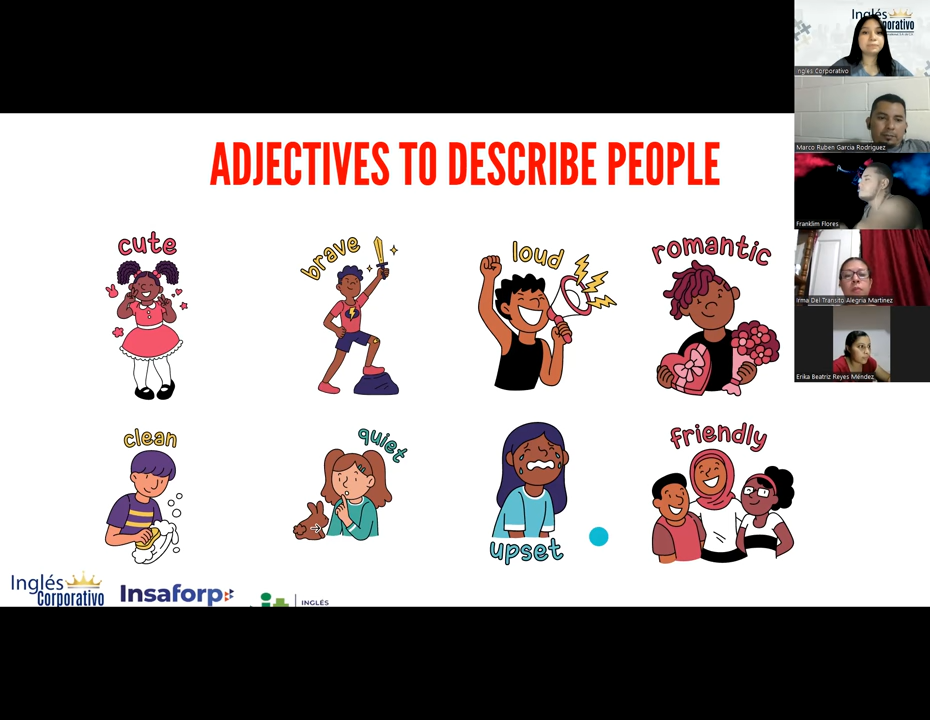 Inglés
Corporativo
Ingles Corporativo
Marco Ruben Garcia Rodriguez
Franklim Flores
Irma Del Transito Alegria Martinez
Erika Beatriz Reyes Méndez
ADJECTIVES TO DESCRIBE PEOPLE
cute
brave
loud
romantic
clean
quiet
upset
friendly
Inglés
Corporativo
Insaforp
INGLÉS